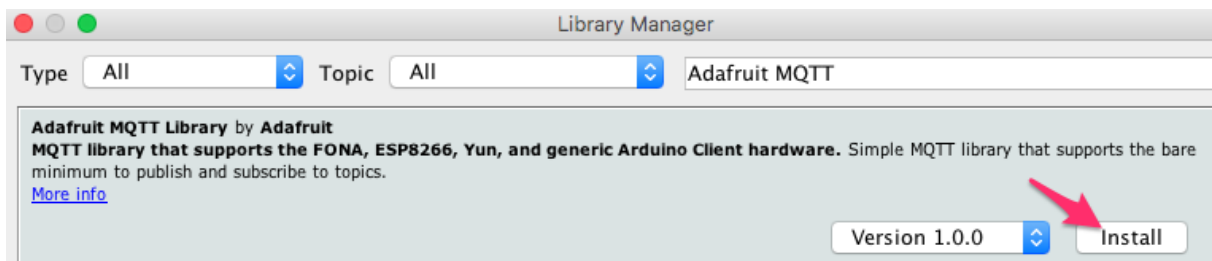 Library Manager
Type All Topic All Adafruit MQTT
Adafruit MQTT Library by Adafruit
MQTT library that supports the FONA, ESP8266, Yun, and generic Arduino Client hardware. Simple MQTT library that supports the bare
minimum to publish and subscribe to topics.
More info
Version 1.0.0 Install